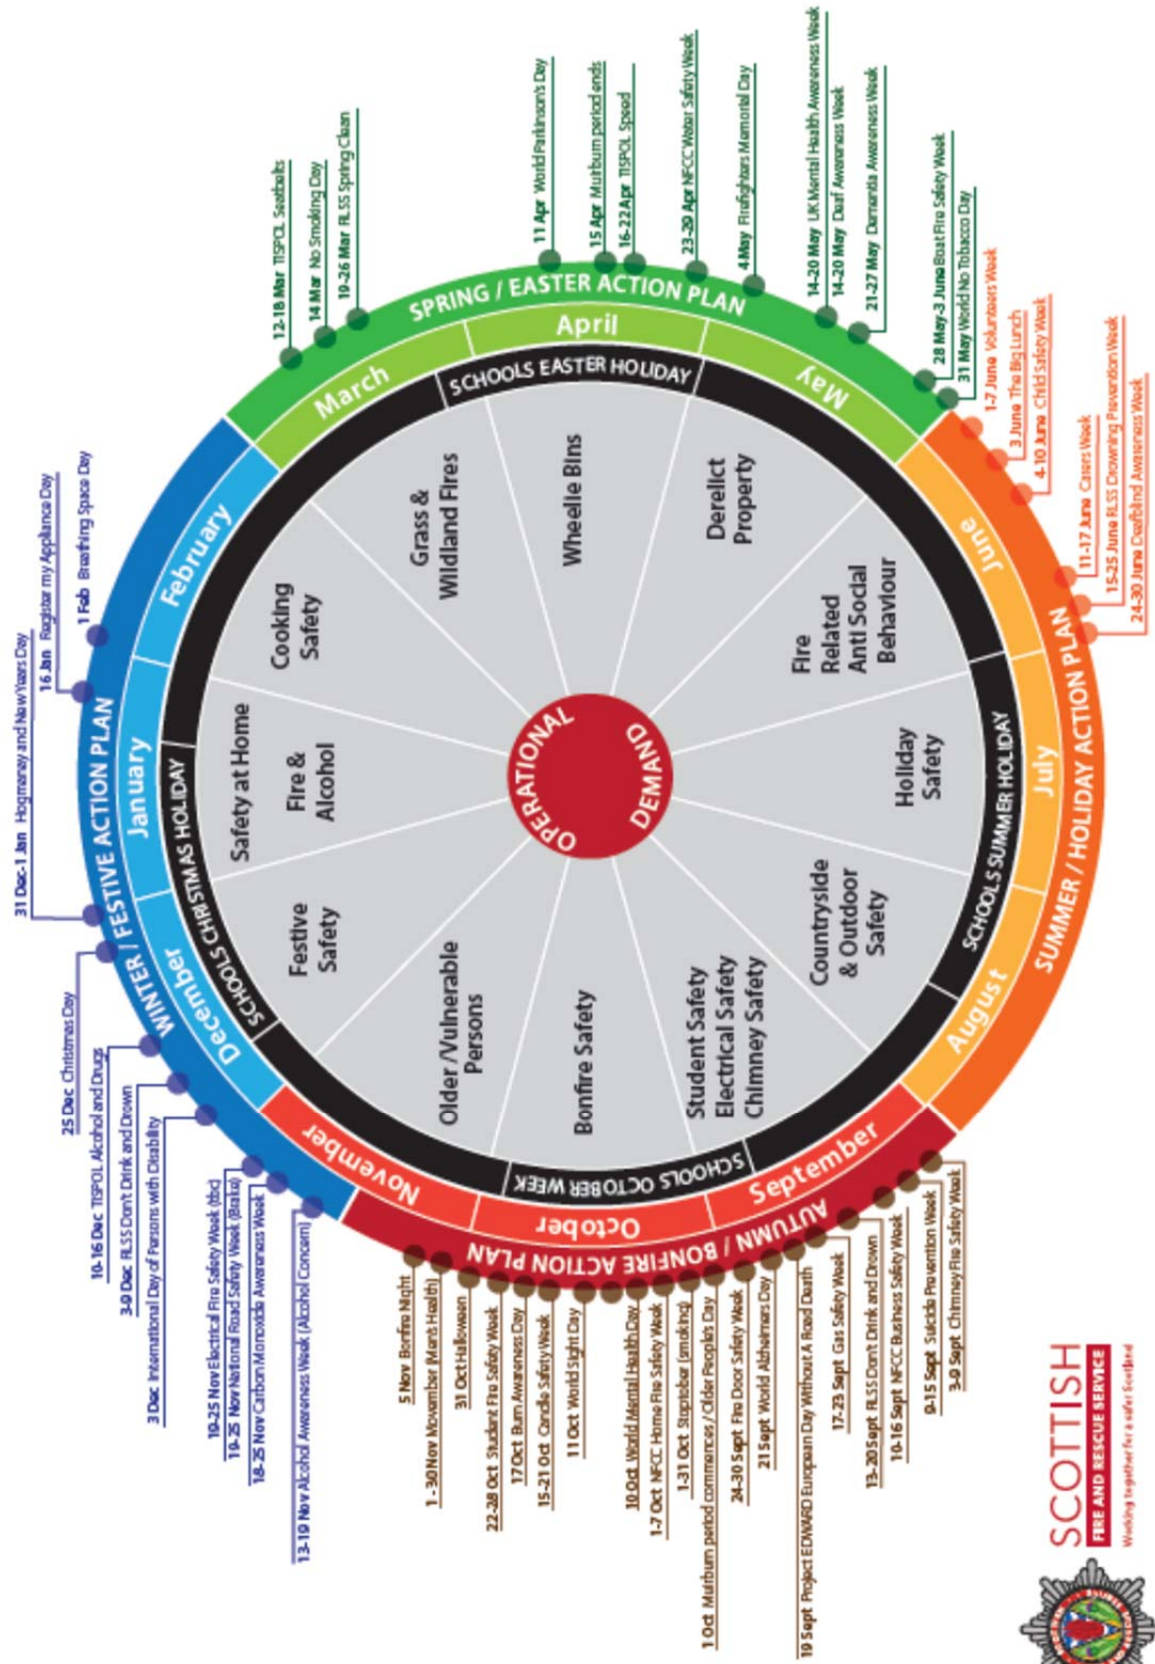 31 Dec-1 Jan Hogmanay and New Years Day
16 Jan Register my Appliance Day
1 Feb Breathing Space Day
12-18 Mar TISPOL Seatbelts
14 Mar No Smoking Day
19-26 Mar RLSS Spring Clean
11 Apr World Parkinson's Day
15 Apr Muirburn period ends
16-22 Apr TISPOL Speed
23-29 Apr NFCC Water Safety Week
4 May Firefighters Memorial Day
14-20 May UK Mental Health Awareness Week
14-20 May Deaf Awareness Week
21-27 May Dementia Awareness Week
28 May-3 June Boat Fire Safety Week
31 May World No Tobacco Day
1-7 June Volunteers Week
3 June The Big Lunch
4-10 June Child Safety Week
11-17 June Carers Week
15-25 June RLSS Drowning Prevention Week
24-30 June Deafblind Awareness Week
3-9 Sept Chimney Fire Safety Week
9-15 Sept Suicide Prevention Week
10-16 Sept NFCC Business Safety Week
13-20 Sept RLSS Don't Drink and Drown
17-23 Sept Gas Safety Week
19 Sept Project EDWARD European Day Without A Road Death
21 Sept World Alzheimers Day
24-30 Sept Fire Door Safety Week
1 Oct Muirburn period commences / Older People's Day
1-31 Oct Stoptober (smoking)
1-7 Oct NFCC Home Fire Safety Week
10 Oct World Mental Health Day
11 Oct World Sight Day
15-21 Oct Candle Safety Week
17 Oct Burn Awareness Day
22-28 Oct Student Fire Safety Week
31 Oct Halloween
1 - 30 Nov Movember (Men's Health)
5 Nov Bonfire Night
13-19 Nov Alcohol Awareness Week (Alcohol Concern)
18-25 Nov Carbon Monoxide Awareness Week
19-25 Nov National Road Safety Week (Brake)
19-25 Nov Electrical Fire Safety Week (tbc)
3 Dec International Day of Persons with Disability
3-9 Dec RLSS Don't Drink and Drown
10-16 Dec TISPOL Alcohol and Drugs
25 Dec Christmas Day
WINTER / FESTIVE ACTION PLAN
SPRING / EASTER ACTION PLAN
SUMMER / HOLIDAY ACTION PLAN
AUTUMN / BONFIRE ACTION PLAN
January
February
March
April
May
June
July
August
September
October
November
December
SCHOOLS CHRISTMAS HOLIDAY
SCHOOLS EASTER HOLIDAY
SCHOOLS SUMMER HOLIDAY
SCHOOLS OCTOBER WEEK
Safety at Home
Fire &
Alcohol
Cooking
Safety
Grass &
Wildland Fires
Wheelie Bins
Derelict
Property
Fire
Related
Anti Social
Behaviour
Holiday
Safety
Countryside
& Outdoor
Safety
Student Safety
Electrical Safety
Chimney Safety
Bonfire Safety
Older /Vulnerable
Persons
Festive
Safety
OPERATIONAL
DEMAND
SCOTTISH
FIRE AND RESCUE SERVICE
Working together for a safer Scotland